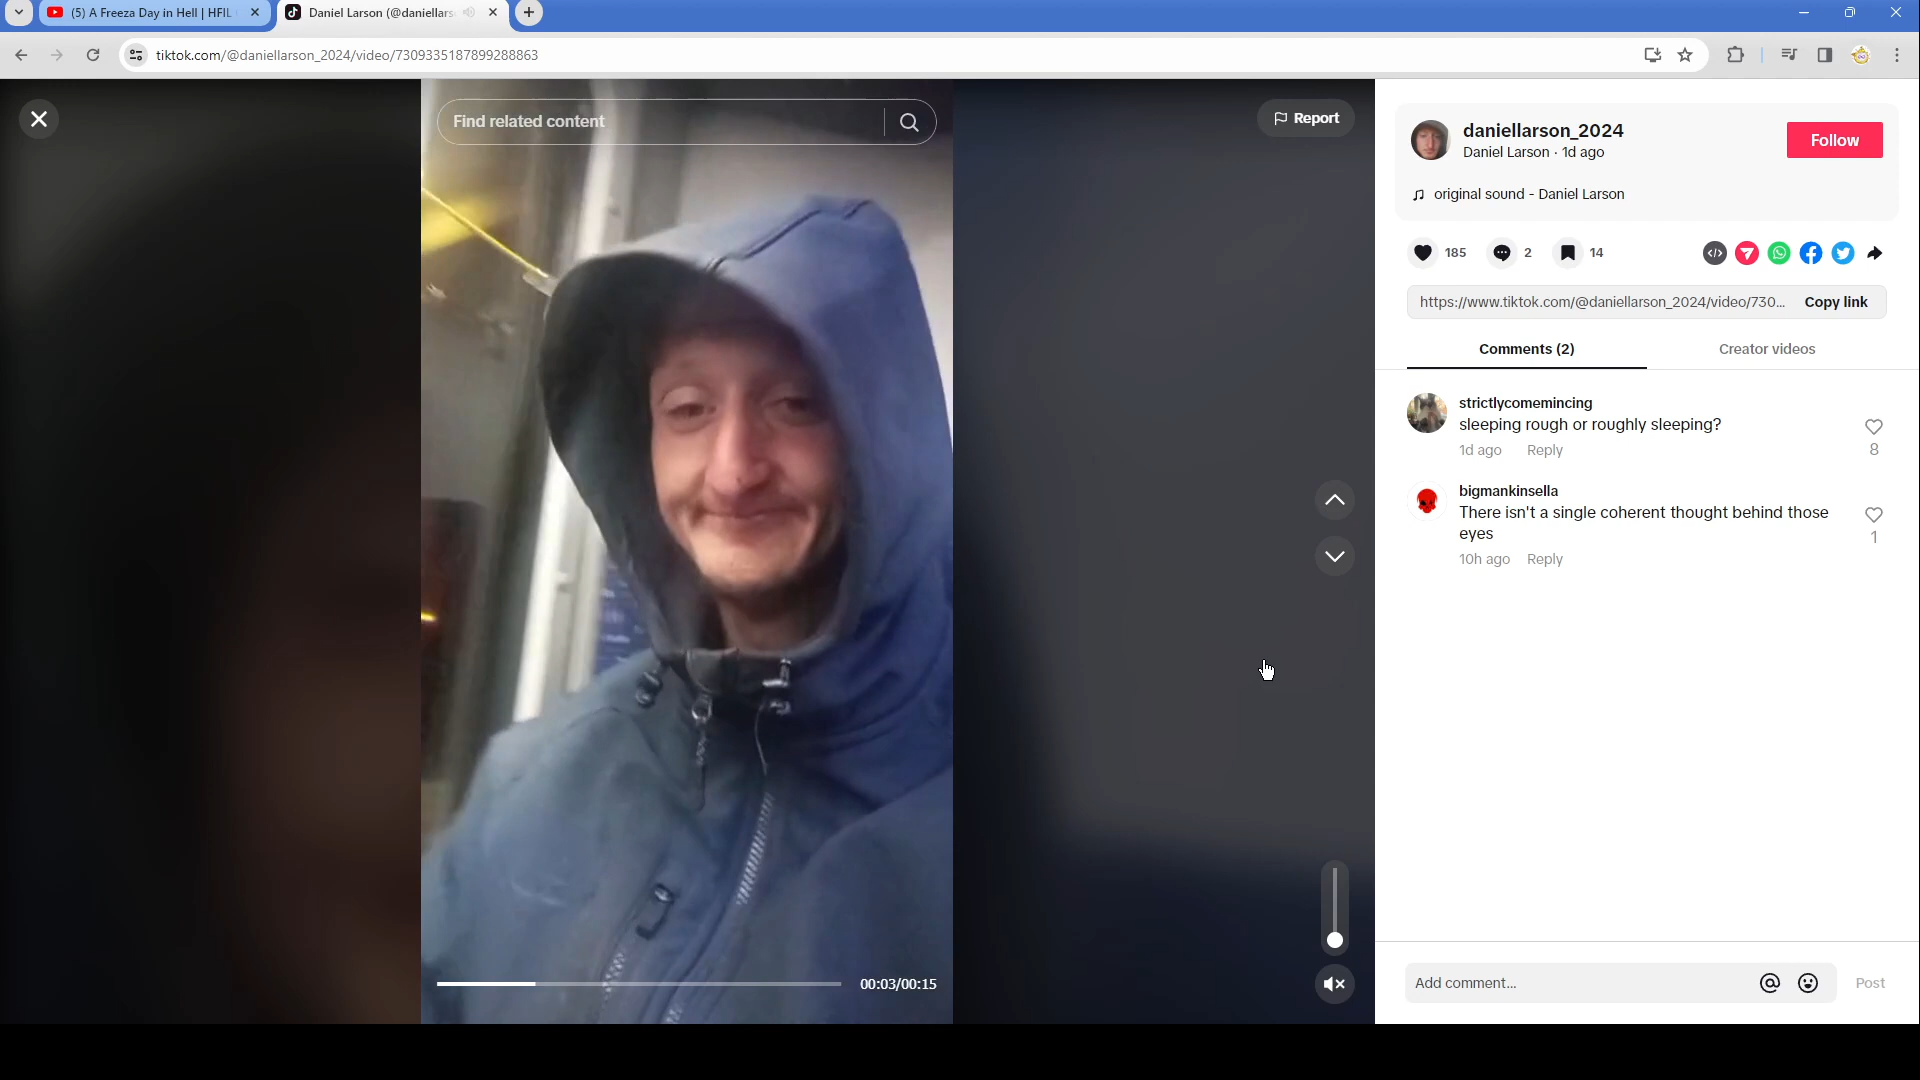 (5) A Freeza Day in Hell | HFIL
Daniel Larson (@daniellars
tiktok.com/@daniellarson_2024/video/7309335187899288863
Find related content
Report
00:03/00:15
daniellarson_2024
Follow
Daniel Larson · 1d ago
original sound - Daniel Larson
185
2
14
https://www.tiktok.com/@daniellarson_2024/video/730...
Copy link
Comments (2)
Creator videos
strictlycomemincing
sleeping rough or roughly sleeping?
1d ago Reply
8
bigmankinsella
There isn't a single coherent thought behind those
eyes
1
10h ago Reply
Add comment...
Post